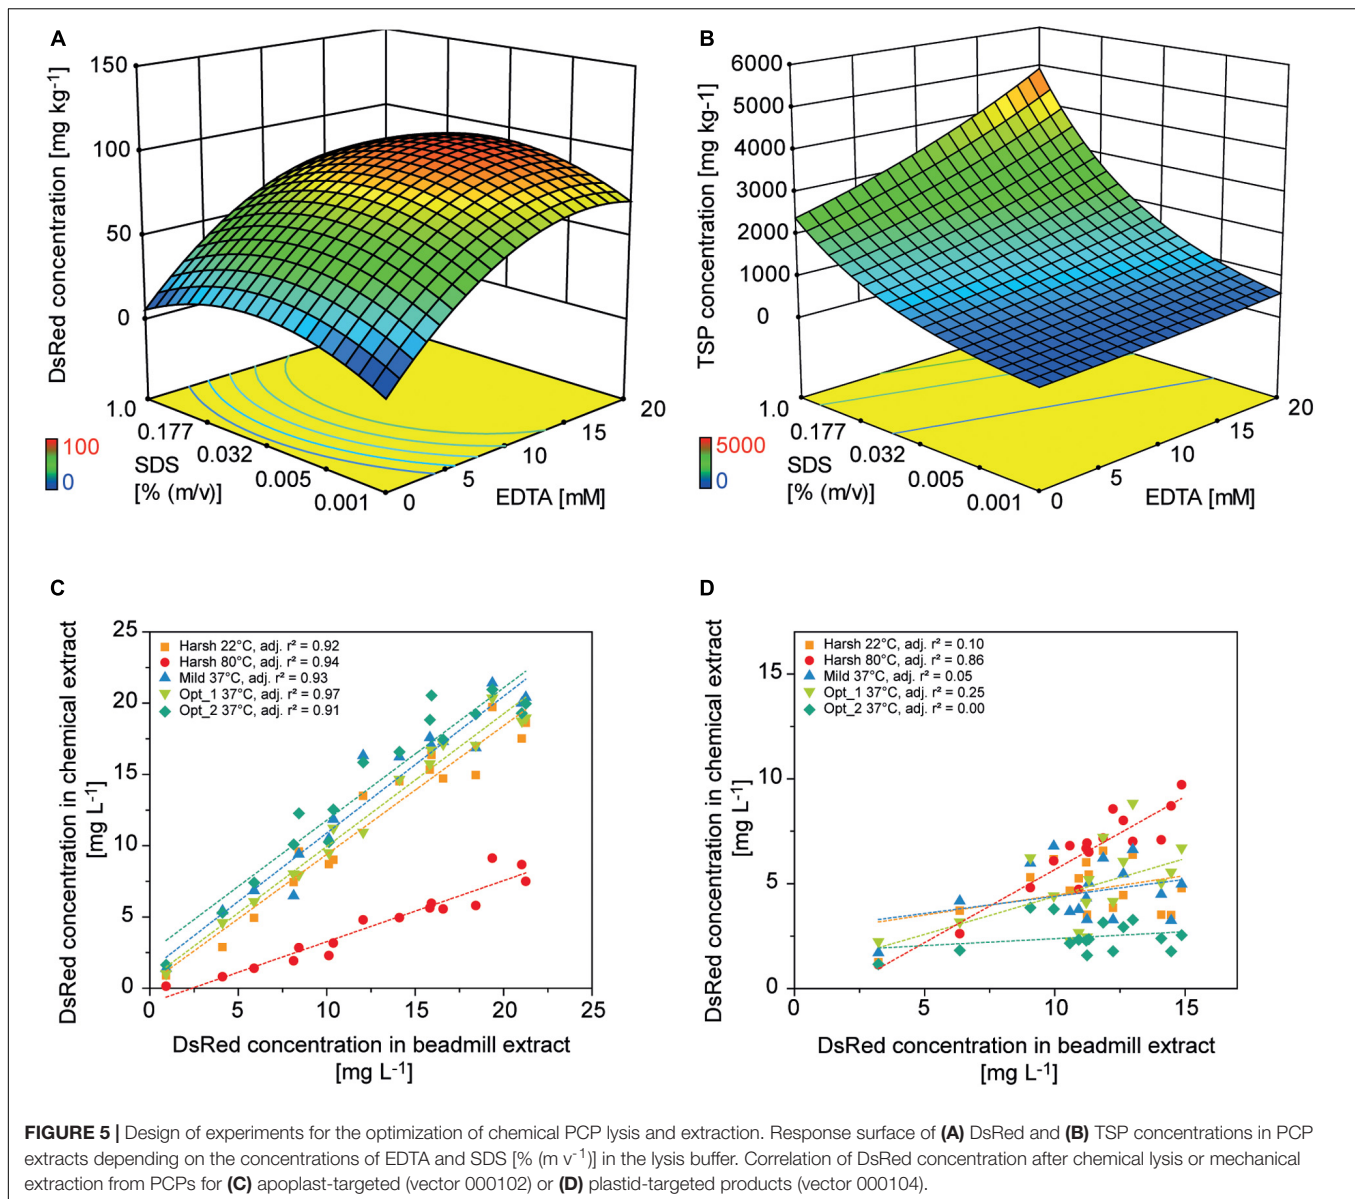 A
DsRed concentration [mg kg⁻¹]
150
100
50
0
1.0
0.177
0.032
0.005
0.001
SDS
[% (m/v)]
0
5
10
15
20
EDTA [mM]
100
0
B
TSP concentration [mg kg-1]
6000
5000
4000
3000
2000
1000
0
1.0
0.177
0.032
0.005
0.001
SDS
[% (m/v)]
0
5
10
15
20
EDTA [mM]
5000
0
C
DsRed concentration in chemical extract
[mg L⁻¹]
25
20
15
10
5
0
Harsh 22°C, adj. r² = 0.92
Harsh 80°C, adj. r² = 0.94
Mild 37°C, adj. r² = 0.93
Opt_1 37°C, adj. r² = 0.97
Opt_2 37°C, adj. r² = 0.91
0 5 10 15 20 25
DsRed concentration in beadmill extract
[mg L⁻¹]
D
DsRed concentration in chemical extract
[mg L⁻¹]
15
10
5
0
Harsh 22°C, adj. r² = 0.10
Harsh 80°C, adj. r² = 0.86
Mild 37°C, adj. r² = 0.05
Opt_1 37°C, adj. r² = 0.25
Opt_2 37°C, adj. r² = 0.00
0 5 10 15
DsRed concentration in beadmill extract
[mg L⁻¹]
FIGURE 5 | Design of experiments for the optimization of chemical PCP lysis and extraction. Response surface of (A) DsRed and (B) TSP concentrations in PCP
extracts depending on the concentrations of EDTA and SDS [% (m v⁻¹)] in the lysis buffer. Correlation of DsRed concentration after chemical lysis or mechanical
extraction from PCPs for (C) apoplast-targeted (vector 000102) or (D) plastid-targeted products (vector 000104).